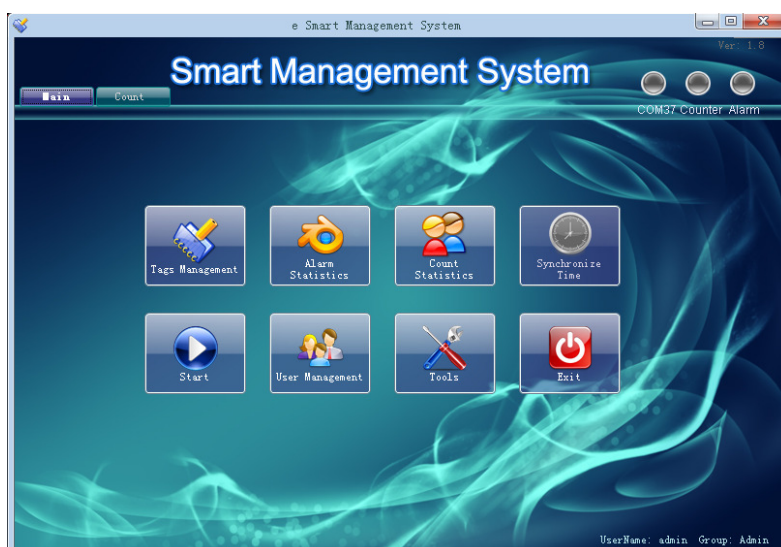 e Smart Management System
Ver: 1.8
Smart Management System
Main Count
COM37 Counter Alarm
Tags Management
Alarm
Statistics
Count
Statistics
Synchronize
Time
Start
User Management
Tools
Exit
UserName: admin Group: Admin